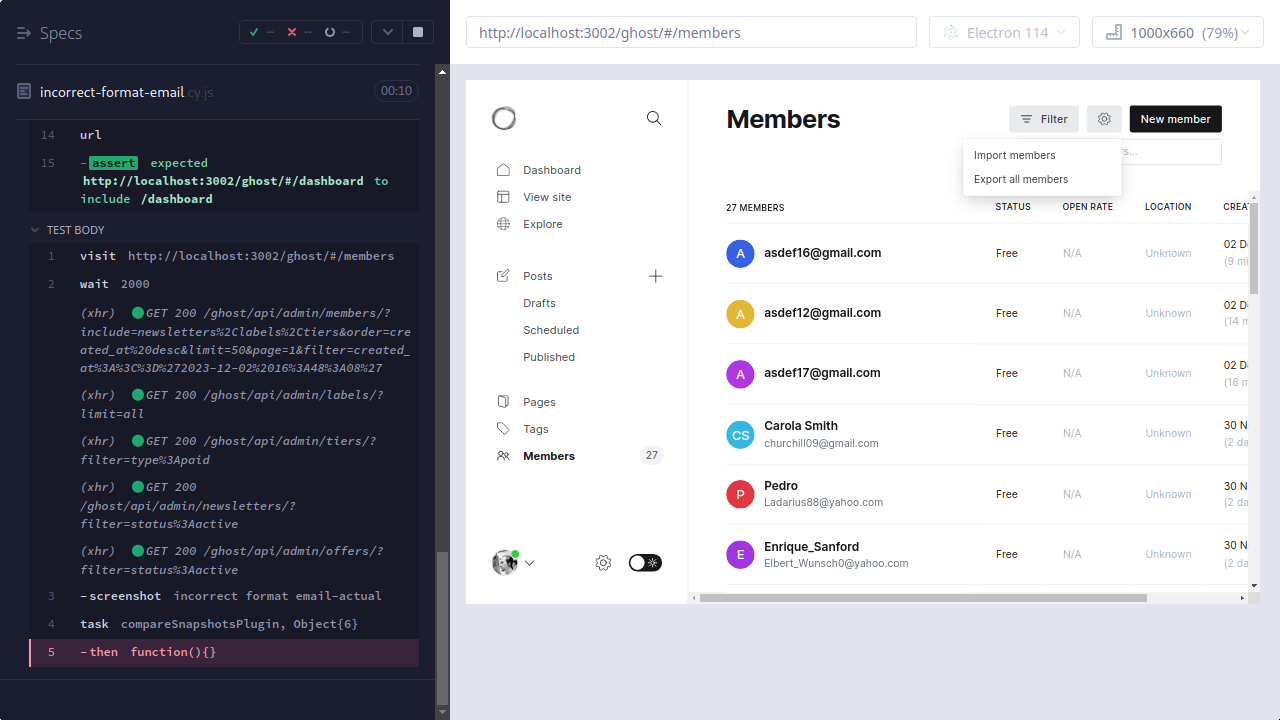 Specs
--
--
--
incorrect-format-email.cy.js
00:10
14 url
15 -assert expected
http://localhost:3002/ghost/#/dashboard to
include /dashboard
TEST BODY
1 visit http://localhost:3002/ghost/#/members
2 wait 2000
(xhr) GET 200 /ghost/api/admin/members/?
include=newsletters%2Clabels%2Ctiers&order=cre
ated_at%20desc&limit=50&page=1&filter=created_
at%3A%3C%3D%272023-12-02%2016%3A48%3A08%27
(xhr) GET 200 /ghost/api/admin/labels/?
limit=all
(xhr) GET 200 /ghost/api/admin/tiers/?
filter=type%3Apaid
(xhr) GET 200
/ghost/api/admin/newsletters/?
filter=status%3Aactive
(xhr) GET 200 /ghost/api/admin/offers/?
filter=status%3Aactive
3 -screenshot incorrect format email-actual
4 task compareSnapshotsPlugin, Object{6}
5 -then function(){}
http://localhost:3002/ghost/#/members
Electron 114
1000x660 (79%)
Dashboard
View site
Explore
Posts
Drafts
Scheduled
Published
Pages
Tags
Members 27
Members
Filter
New member
Import members
Export all members
rs...
27 MEMBERS STATUS OPEN RATE LOCATION CREAT
A asdef16@gmail.com Free N/A Unknown 02 D
(9 mi
A asdef12@gmail.com Free N/A Unknown 02 D
(14 m
A asdef17@gmail.com Free N/A Unknown 02 D
(18 m
CS Carola Smith Free N/A Unknown 30 N
churchill09@gmail.com (2 da
P Pedro Free N/A Unknown 30 N
Ladarius88@yahoo.com (2 da
E Enrique_Sanford Free N/A Unknown 30 N
Elbert_Wunsch0@yahoo.com (2 da